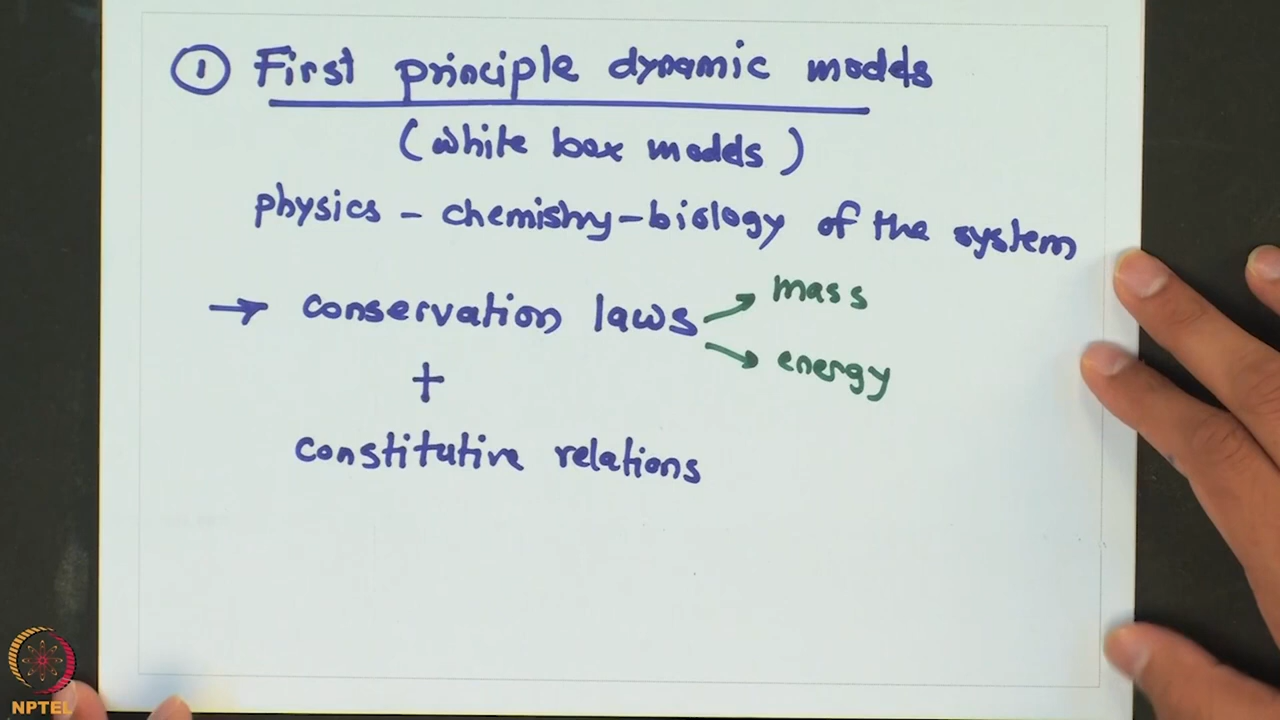 ① First principle dynamic models
(white box models)
physics - chemistry - biology of the system
→ conservation laws
mass
energy
+
constitutive relations
NPTEL